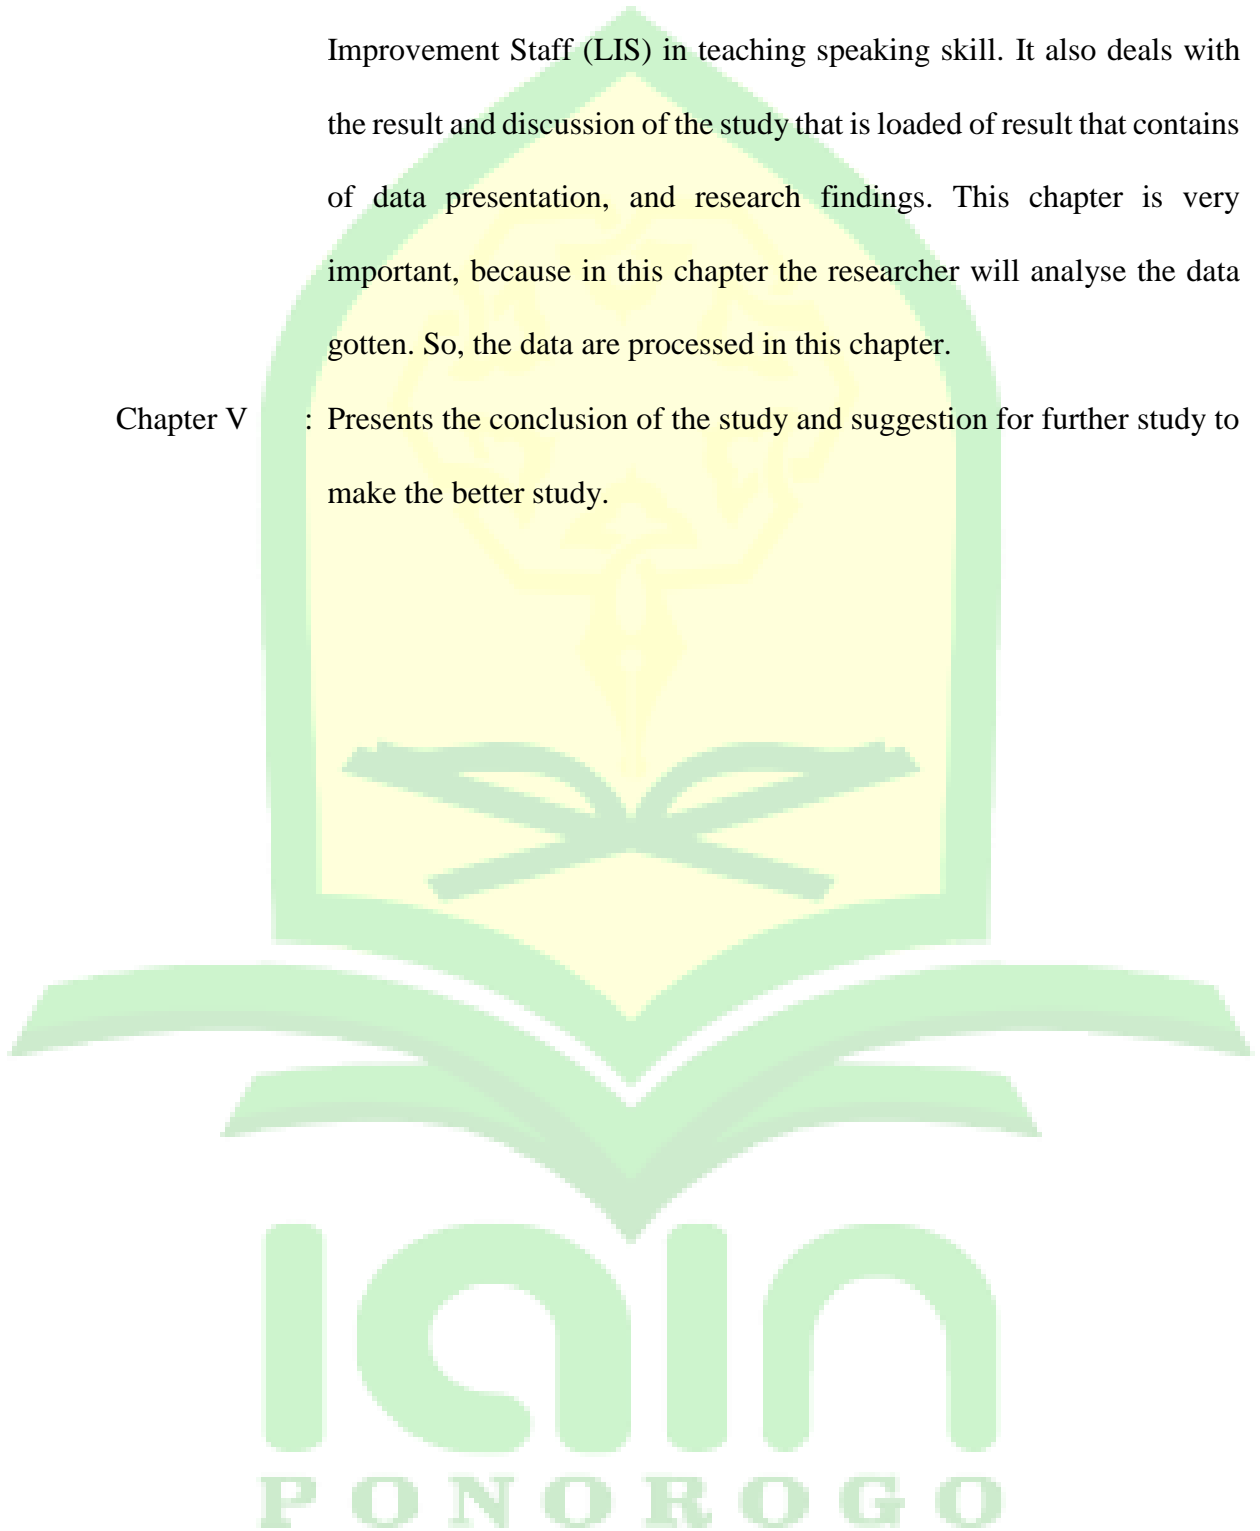 Improvement Staff (LIS) in teaching speaking skill. It also deals with
the result and discussion of the study that is loaded of result that contains
of data presentation, and research findings. This chapter is very
important, because in this chapter the researcher will analyse the data
gotten. So, the data are processed in this chapter.
Chapter V : Presents the conclusion of the study and suggestion for further study to
make the better study.
iain
PONOROGO